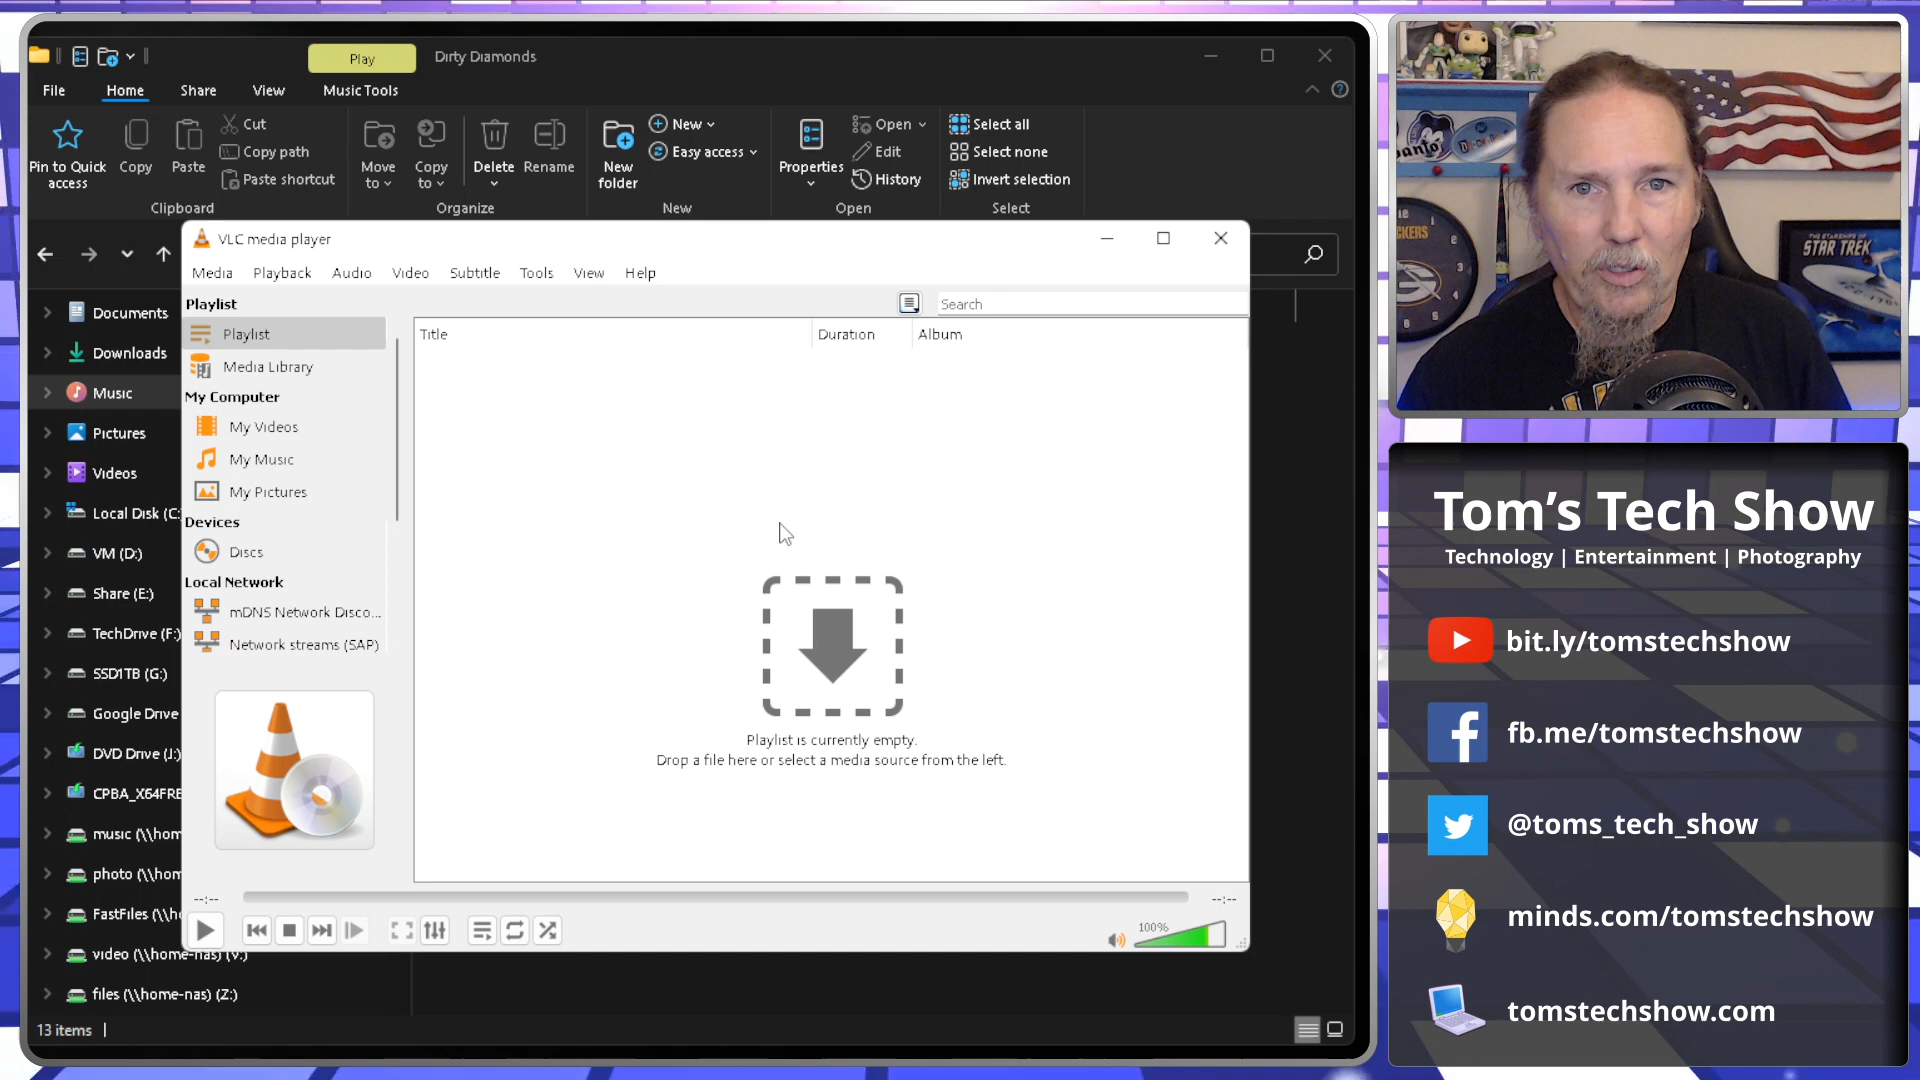 Play
Dirty Diamonds
File
Home
Share
View
Music Tools
Pin to Quick
access
Copy
Paste
Cut
Copy path
Paste shortcut
Clipboard
Move
to
Copy
to
Delete
Rename
Organize
New
folder
New
Easy access
New
Properties
Open
Edit
History
Open
Select all
Select none
Invert selection
Select
Documents
Downloads
Music
Pictures
Videos
Local Disk (C:
VM (D:)
Share (E:)
TechDrive (F:)
SSD1TB (G:)
Google Drive
DVD Drive (J:)
CPBA_X64FRE
music (\\hom
photo (\\hom
FastFiles (\\h
video (\\home-nas) (V:)
files (\\home-nas) (Z:)
13 items
VLC media player
Media
Playback
Audio
Video
Subtitle
Tools
View
Help
Playlist
Search
Playlist
Media Library
My Computer
My Videos
My Music
My Pictures
Devices
Discs
Local Network
mDNS Network Disco...
Network streams (SAP)
Title
Duration
Album
Playlist is currently empty.
Drop a file here or select a media source from the left.
--:--
--:--
100%
STAR TREK
Tom's Tech Show
Technology | Entertainment | Photography
bit.ly/tomstechshow
fb.me/tomstechshow
@toms_tech_show
minds.com/tomstechshow
tomstechshow.com